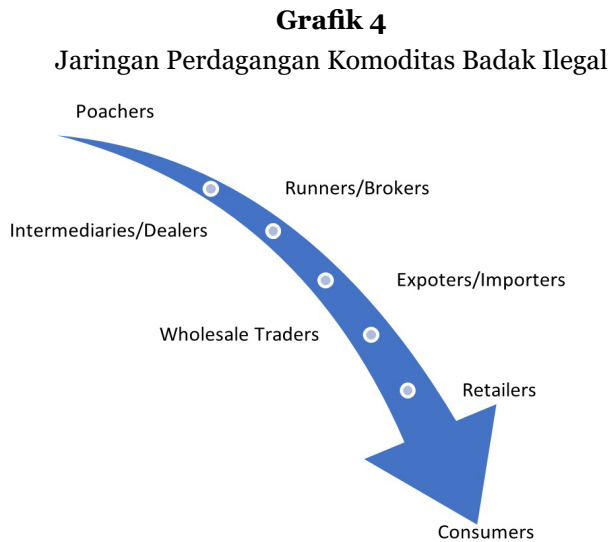 Grafik 4
Jaringan Perdagangan Komoditas Badak Ilegal
Poachers
Runners/Brokers
Intermediaries/Dealers
Expoters/Importers
Wholesale Traders
Retailers
Consumers